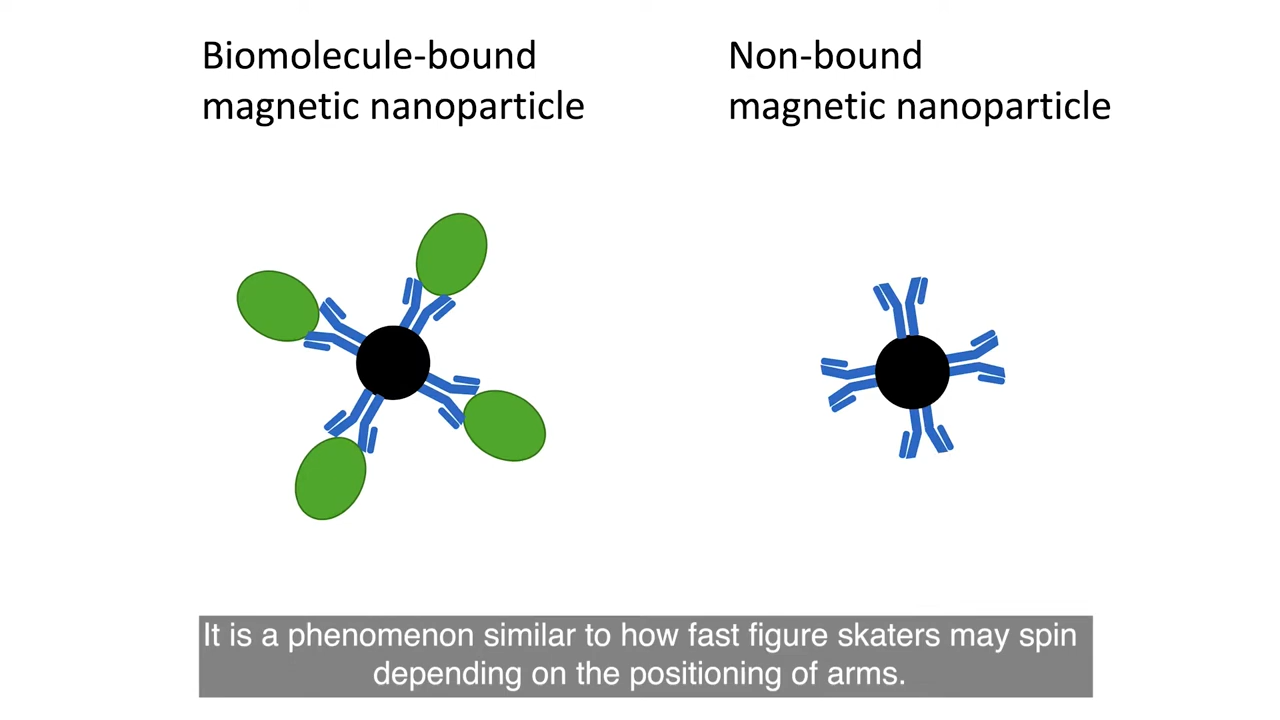 Biomolecule-bound
magnetic nanoparticle
Non-bound
magnetic nanoparticle
It is a phenomenon similar to how fast figure skaters may spin
depending on the positioning of arms.